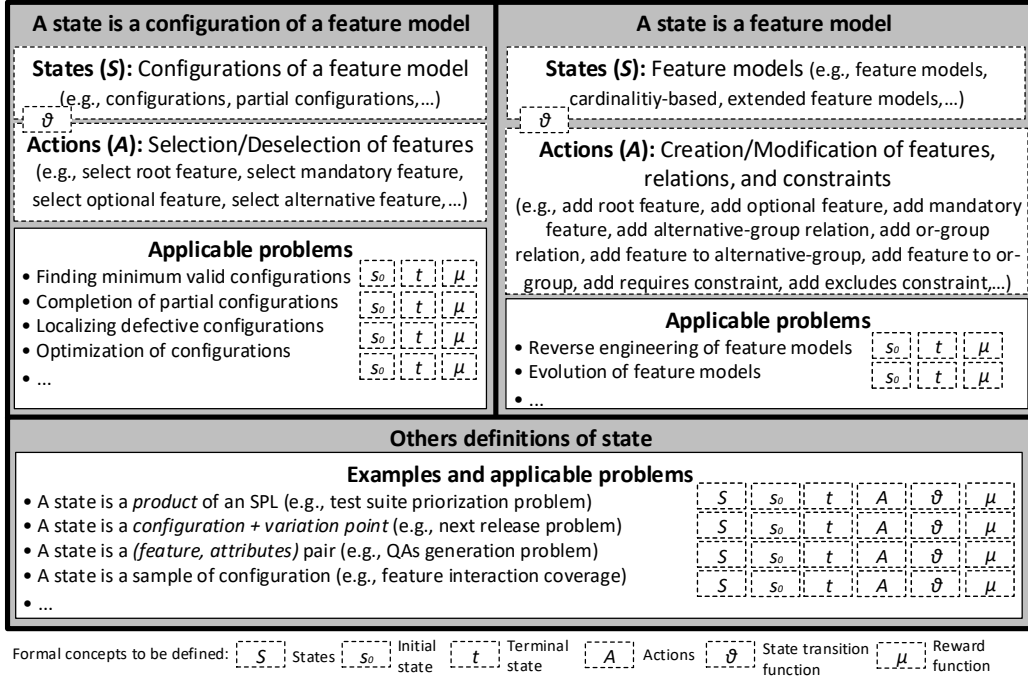 A state is a configuration of a feature model
States (S): Configurations of a feature model
(e.g., configurations, partial configurations,…)
ϑ
Actions (A): Selection/Deselection of features
(e.g., select root feature, select mandatory feature,
select optional feature, select alternative feature,…)
Applicable problems
• Finding minimum valid configurations s₀ t μ
• Completion of partial configurations s₀ t μ
• Localizing defective configurations s₀ t μ
• Optimization of configurations s₀ t μ
• ...
A state is a feature model
States (S): Feature models (e.g., feature models,
cardinalitiy-based, extended feature models,…)
ϑ
Actions (A): Creation/Modification of features,
relations, and constraints
(e.g., add root feature, add optional feature, add mandatory
feature, add alternative-group relation, add or-group
relation, add feature to alternative-group, add feature to or-
group, add requires constraint, add excludes constraint,…)
Applicable problems
• Reverse engineering of feature models s₀ t μ
• Evolution of feature models s₀ t μ
• ...
Others definitions of state
Examples and applicable problems
• A state is a product of an SPL (e.g., test suite priorization problem) S s₀ t A ϑ μ
• A state is a configuration + variation point (e.g., next release problem) S s₀ t A ϑ μ
• A state is a (feature, attributes) pair (e.g., QAs generation problem) S s₀ t A ϑ μ
• A state is a sample of configuration (e.g., feature interaction coverage) S s₀ t A ϑ μ
• ...
Formal concepts to be defined: S States s₀ Initial state t Terminal state A Actions ϑ State transition function μ Reward function